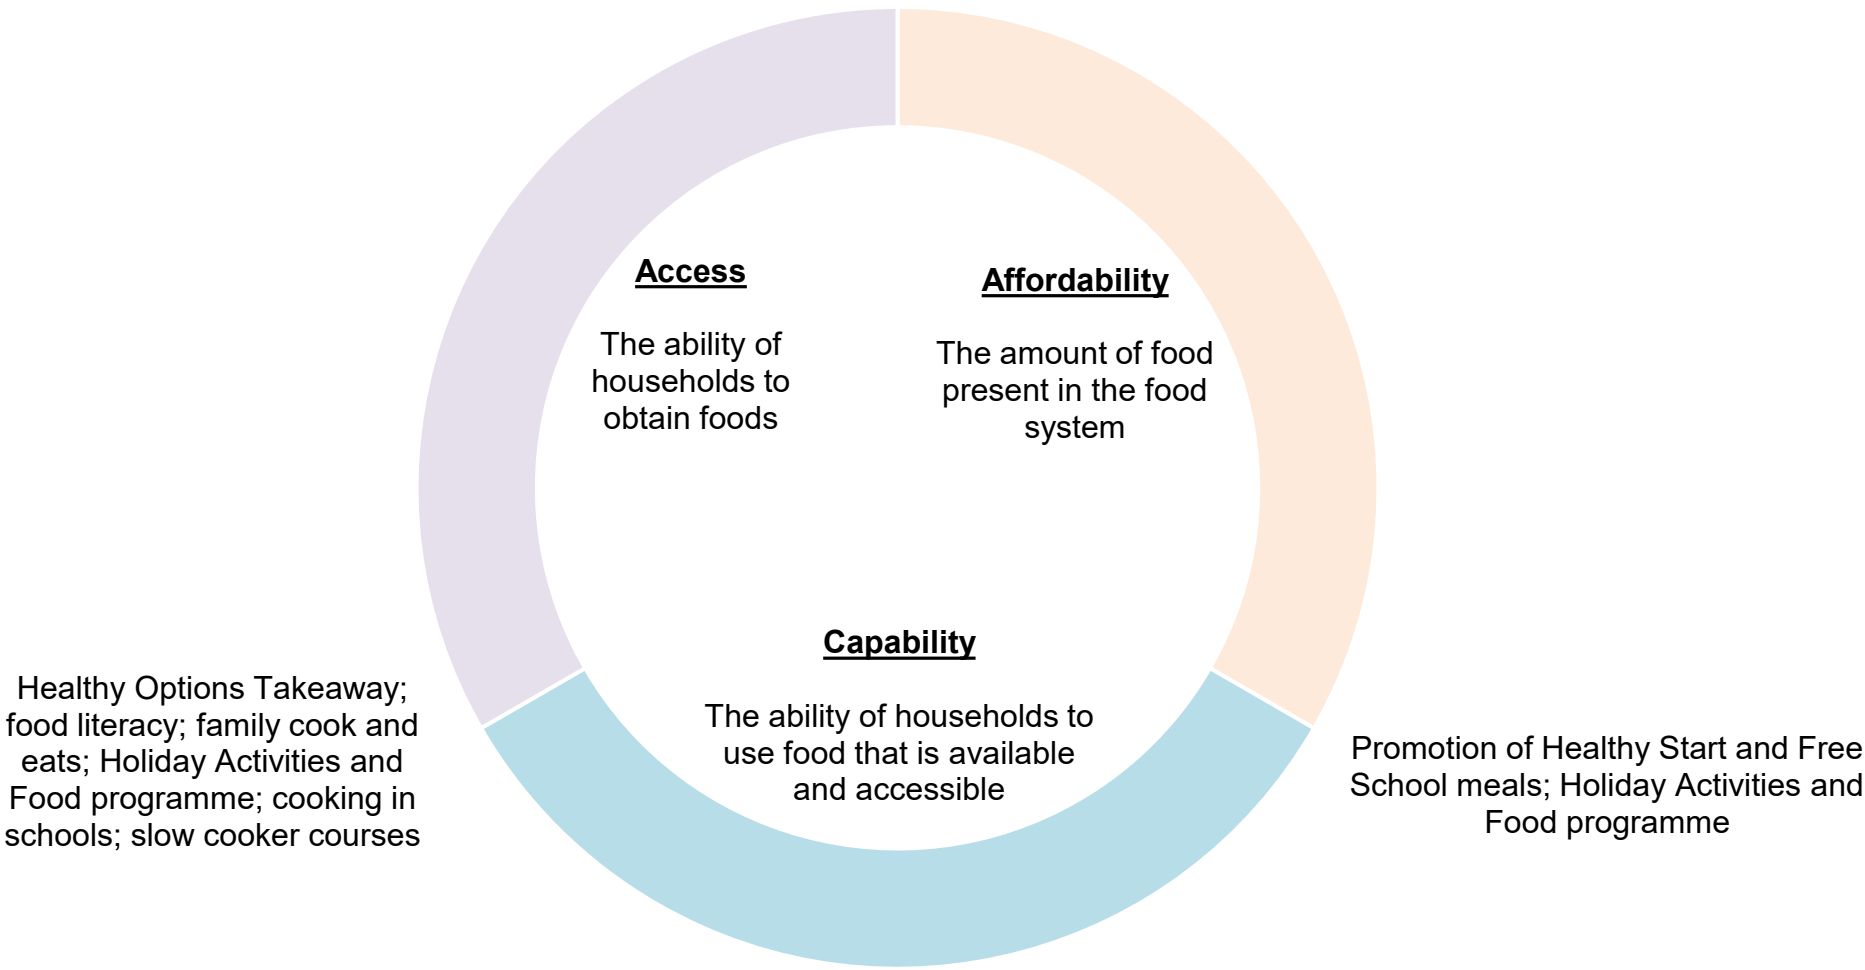 Access
The ability of
households to
obtain foods
Affordability
The amount of food
present in the food
system
Capability
The ability of households to
use food that is available
and accessible
Healthy Options Takeaway;
food literacy; family cook and
eats; Holiday Activities and
Food programme; cooking in
schools; slow cooker courses
Promotion of Healthy Start and Free
School meals; Holiday Activities and
Food programme